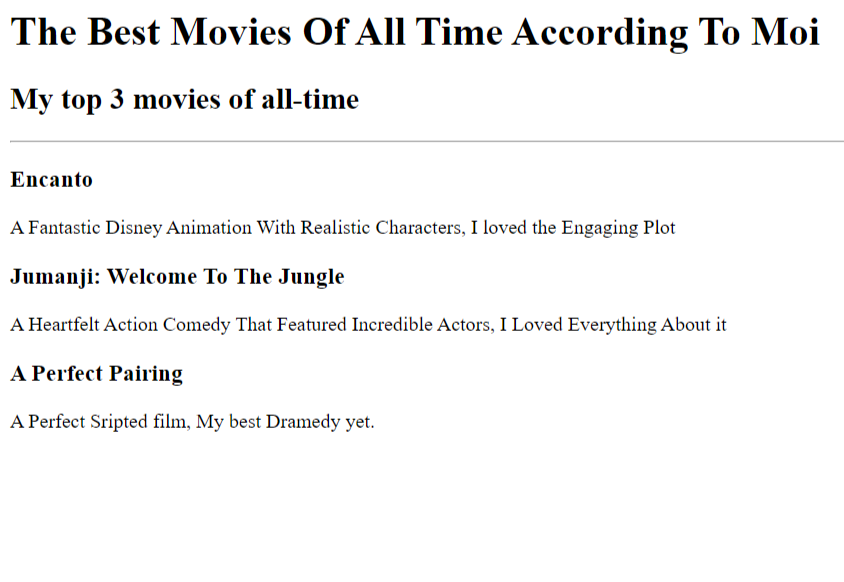 The Best Movies Of All Time According To Moi
My top 3 movies of all-time
Encanto
A Fantastic Disney Animation With Realistic Characters, I loved the Engaging Plot
Jumanji: Welcome To The Jungle
A Heartfelt Action Comedy That Featured Incredible Actors, I Loved Everything About it
A Perfect Pairing
A Perfect Sripted film, My best Dramedy yet.